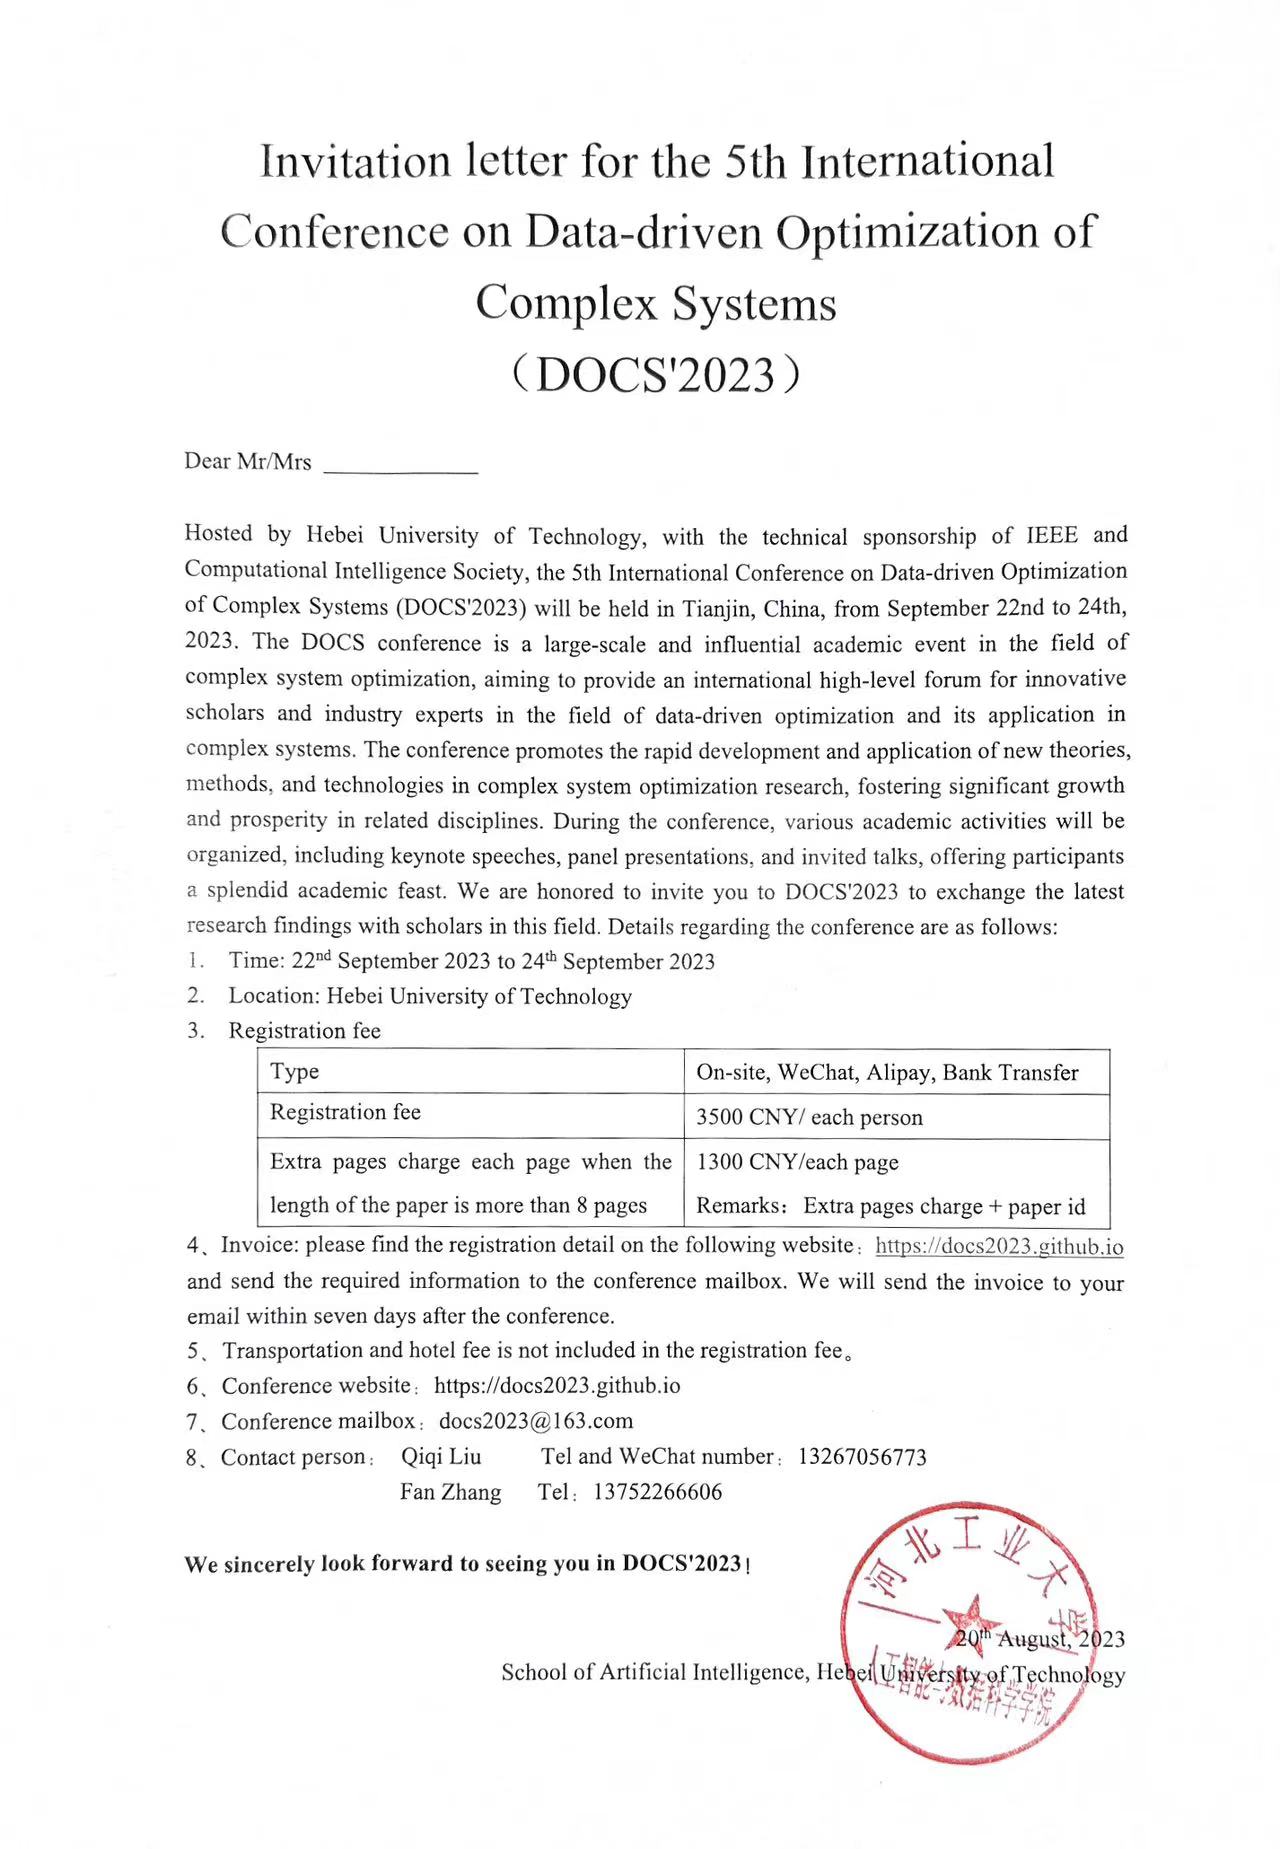 Invitation letter for the 5th International
Conference on Data-driven Optimization of
Complex Systems
（DOCS'2023）
Dear Mr/Mrs ____________
Hosted by Hebei University of Technology, with the technical sponsorship of IEEE and
Computational Intelligence Society, the 5th International Conference on Data-driven Optimization
of Complex Systems (DOCS'2023) will be held in Tianjin, China, from September 22nd to 24th,
2023. The DOCS conference is a large-scale and influential academic event in the field of
complex system optimization, aiming to provide an international high-level forum for innovative
scholars and industry experts in the field of data-driven optimization and its application in
complex systems. The conference promotes the rapid development and application of new theories,
methods, and technologies in complex system optimization research, fostering significant growth
and prosperity in related disciplines. During the conference, various academic activities will be
organized, including keynote speeches, panel presentations, and invited talks, offering participants
a splendid academic feast. We are honored to invite you to DOCS'2023 to exchange the latest
research findings with scholars in this field. Details regarding the conference are as follows:
1. Time: 22nd September 2023 to 24th September 2023
2. Location: Hebei University of Technology
3. Registration fee
Type On-site, WeChat, Alipay, Bank Transfer
Registration fee 3500 CNY/ each person
Extra pages charge each page when the 1300 CNY/each page
length of the paper is more than 8 pages Remarks：Extra pages charge + paper id
4、Invoice: please find the registration detail on the following website：https://docs2023.github.io
and send the required information to the conference mailbox. We will send the invoice to your
email within seven days after the conference.
5、Transportation and hotel fee is not included in the registration fee。
6、Conference website：https://docs2023.github.io
7、Conference mailbox：docs2023@163.com
8、Contact person： Qiqi Liu Tel and WeChat number：13267056773
Fan Zhang Tel：13752266606
We sincerely look forward to seeing you in DOCS'2023！
河北工业大学
20th August, 2023
School of Artificial Intelligence, Hebei University of Technology
人工智能与数据科学学院